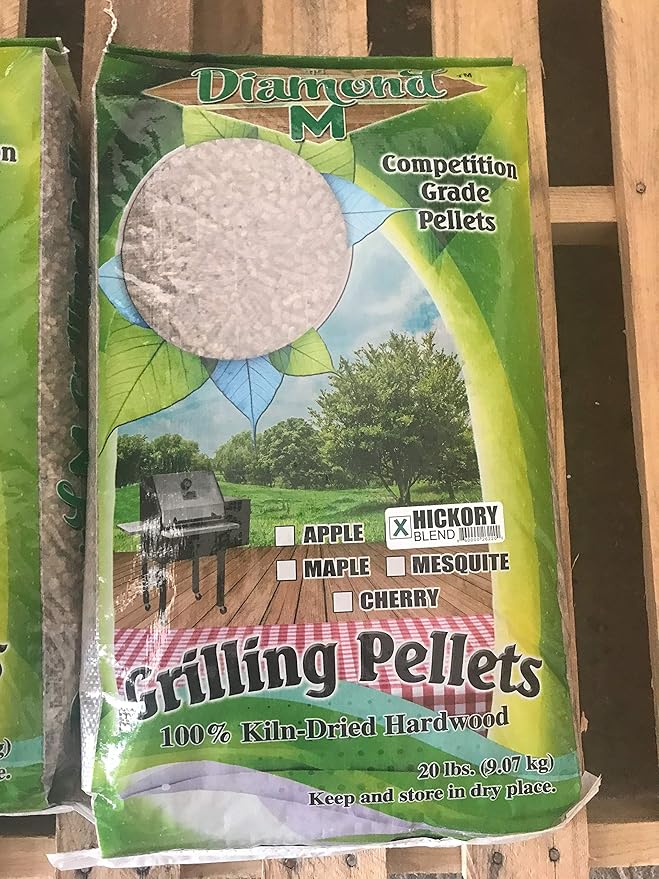 Diamond™
M
Competition
Grade
Pellets
APPLE
X HICKORY
BLEND
MAPLE
MESQUITE
CHERRY
Grilling Pellets
100% Kiln-Dried Hardwood
20 lbs. (9.07 kg)
Keep and store in dry place.